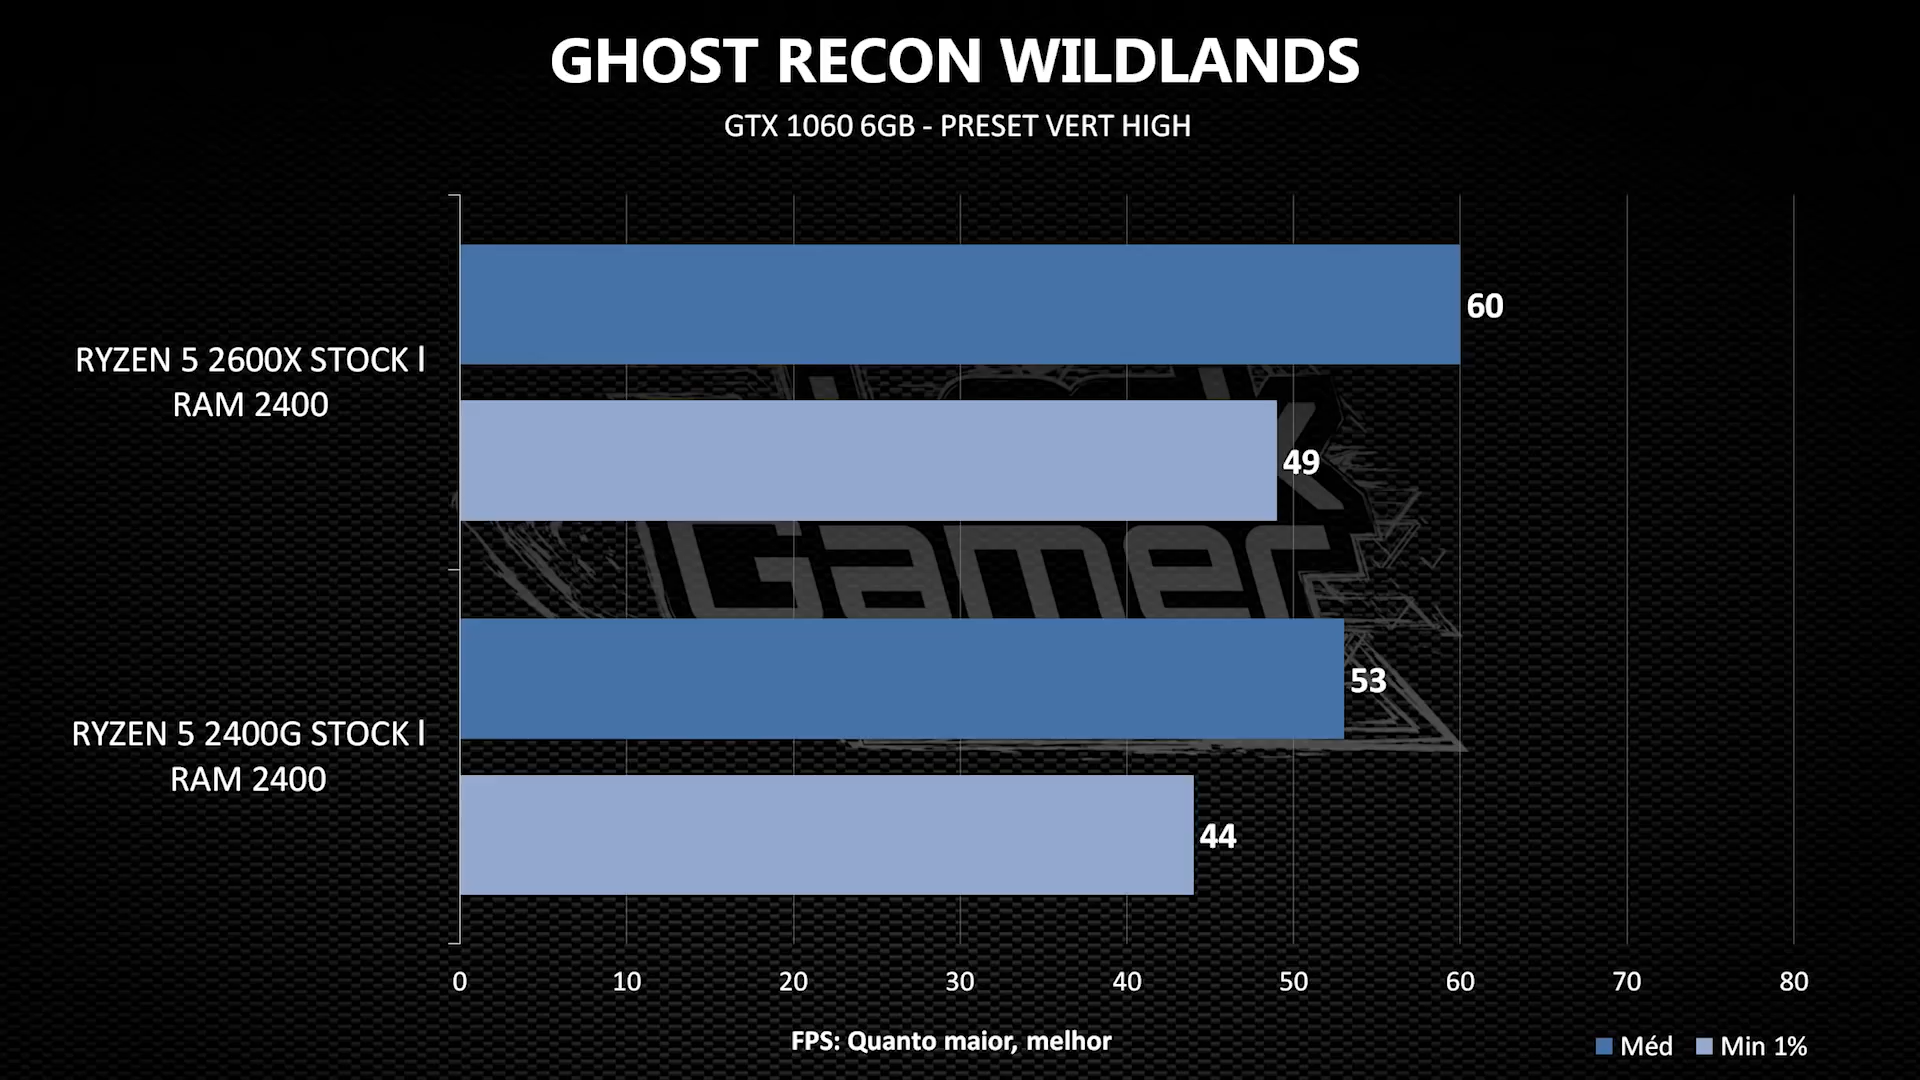 GHOST RECON WILDLANDS
GTX 1060 6GB - PRESET VERT HIGH
60
RYZEN 5 2600X STOCK l
RAM 2400
49
Gamer
53
RYZEN 5 2400G STOCK l
RAM 2400
44
0 10 20 30 40 50 60 70 80
FPS: Quanto maior, melhor
Méd Min 1%